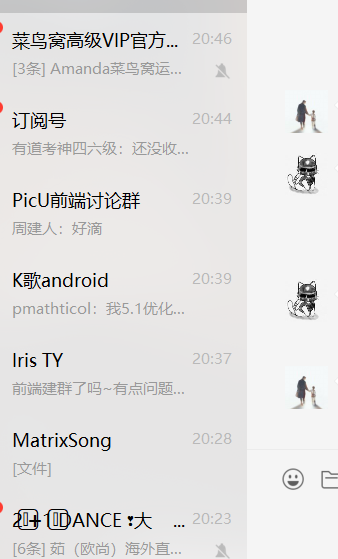 菜鸟窝高级VIP官方... 20:46
[3条] Amanda菜鸟窝运...
订阅号 20:44
有道考神四六级：还没收...
PicU前端讨论群 20:39
周建人：好滴
K歌android 20:39
pmathticol：我5.1优化...
Iris TY 20:37
前端建群了吗~有点问题...
MatrixSong 20:28
[文件]
2+1 DANCE ❣大 ... 20:23
[6条] 茹（欧尚）海外直...